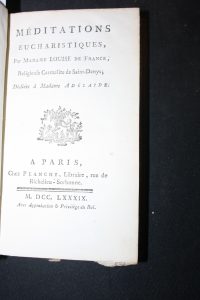 MÉDITATIONS
EUCHARISTIQUES,
Par MADAME LOUISE DE FRANCE,
Religieuse Carmélite de Saint-Denys,
Dédiées à Madame ADÉLAÏDE.
A PARIS,
Chez PLANCHE, Libraire, rue de
Richelieu-Sorbonne.
M. DCC. LXXXIX.
Avec Approbation & Privilège du Roi.